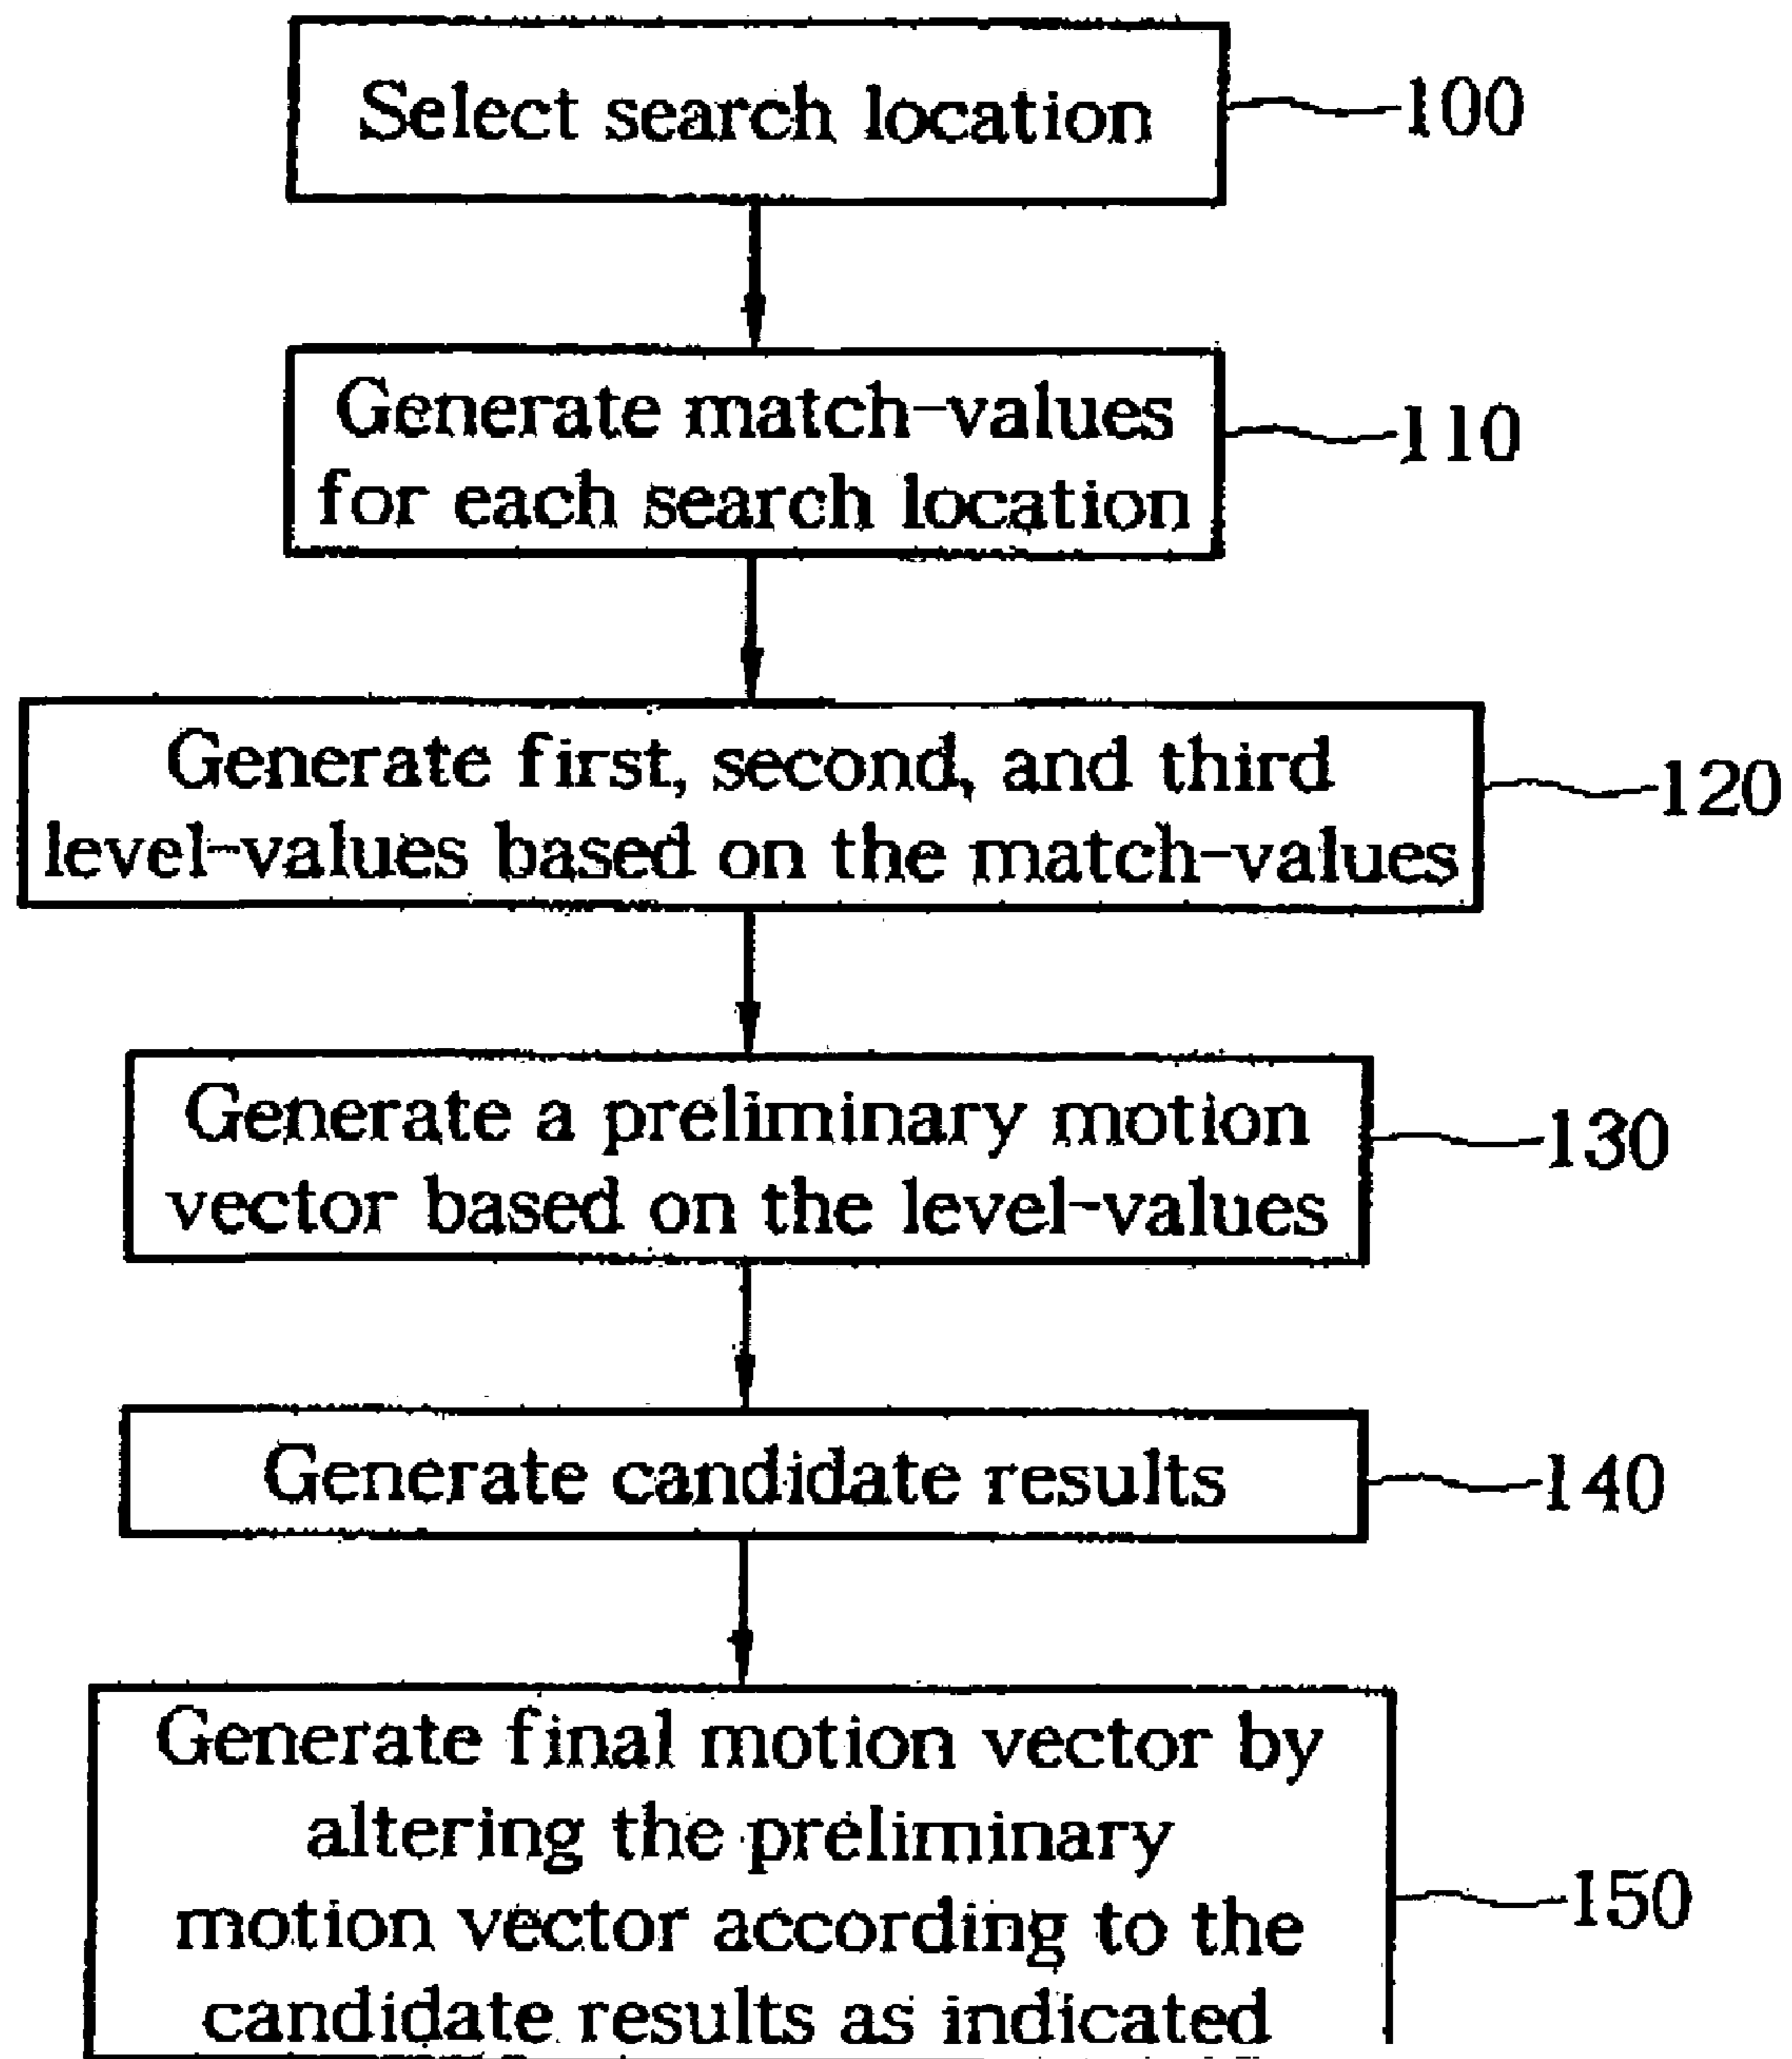 Select search location
100
Generate match-values
for each search location
110
Generate first, second, and third
level-values based on the match-values
120
Generate a preliminary motion
vector based on the level-values
130
Generate candidate results
140
Generate final motion vector by
altering the preliminary
motion vector according to the
candidate results as indicated
150